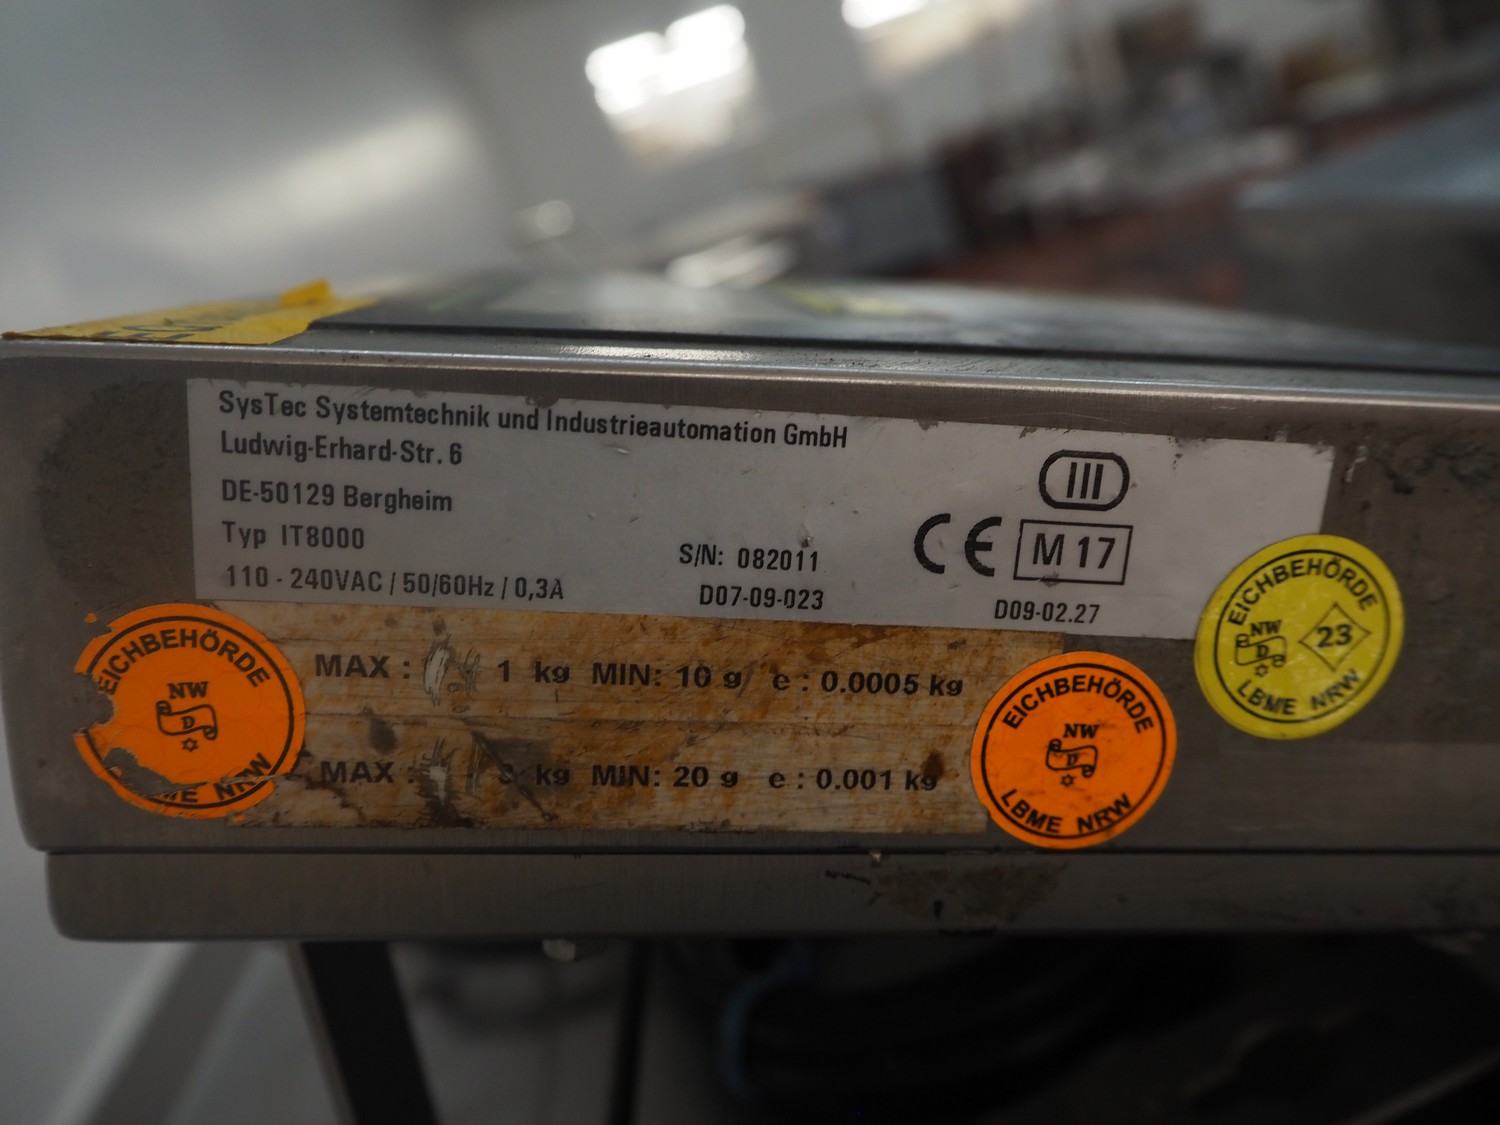 SysTec Systemtechnik und Industrieautomation GmbH
Ludwig-Erhard-Str. 6
DE-50129 Bergheim
Typ IT8000
110 - 240VAC / 50/60Hz / 0,3A
S/N: 082011
D07-09-023
III
CE M 17
D09-02.27
MAX : 1 kg MIN: 10 g e : 0.0005 kg
MAX : 3 kg MIN: 20 g e : 0.001 kg
EICHBEHÖRDE
NW
D
NRW
EICHBEHÖRDE
NW
D
LBME NRW
EICHBEHÖRDE
NW
D
23
LBME NRW